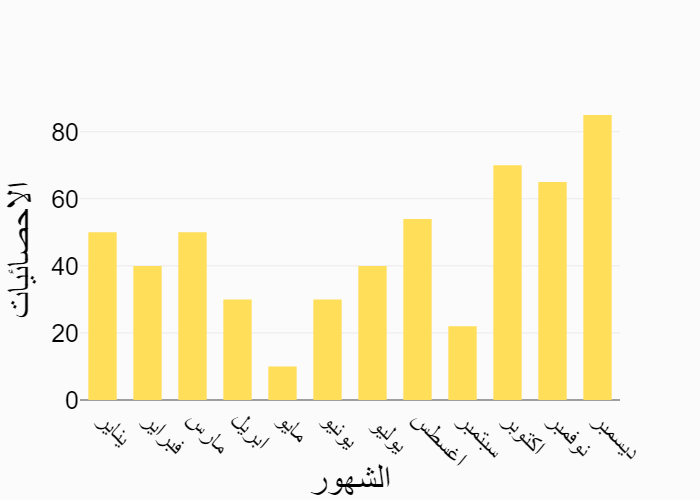 80
60
40
20
0
الاحصائيات
يناير
فبراير
مارس
ابريل
مايو
يونيو
يوليو
اغسطس
سبتمبر
اكتوبر
نوفمبر
ديسمبر
الشهور